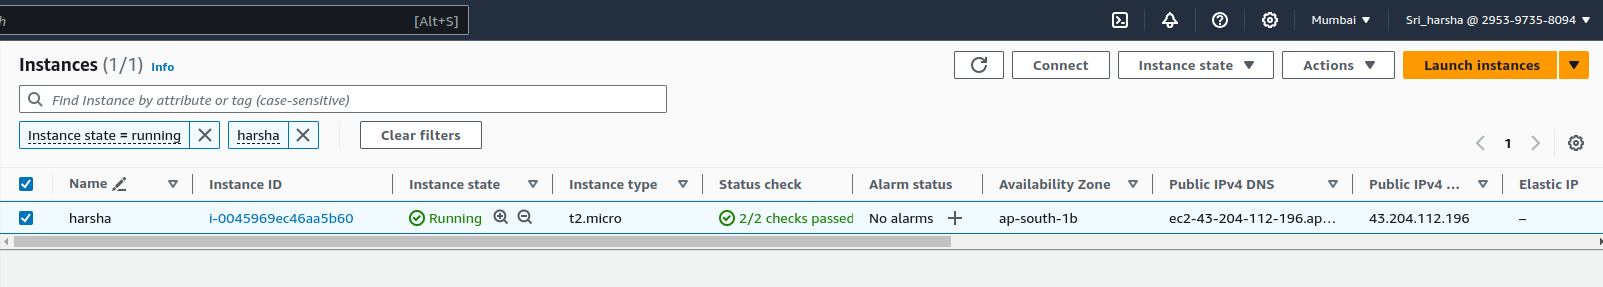 h [Alt+S] Mumbai Sri_harsha @ 2953-9735-8094
Instances (1/1) Info Connect Instance state Actions Launch instances
Find Instance by attribute or tag (case-sensitive)
Instance state = running harsha Clear filters
1
Name Instance ID Instance state Instance type Status check Alarm status Availability Zone Public IPv4 DNS Public IPv4 ... Elastic IP
harsha i-0045969ec46aa5b60 Running t2.micro 2/2 checks passed No alarms ap-south-1b ec2-43-204-112-196.ap... 43.204.112.196 –